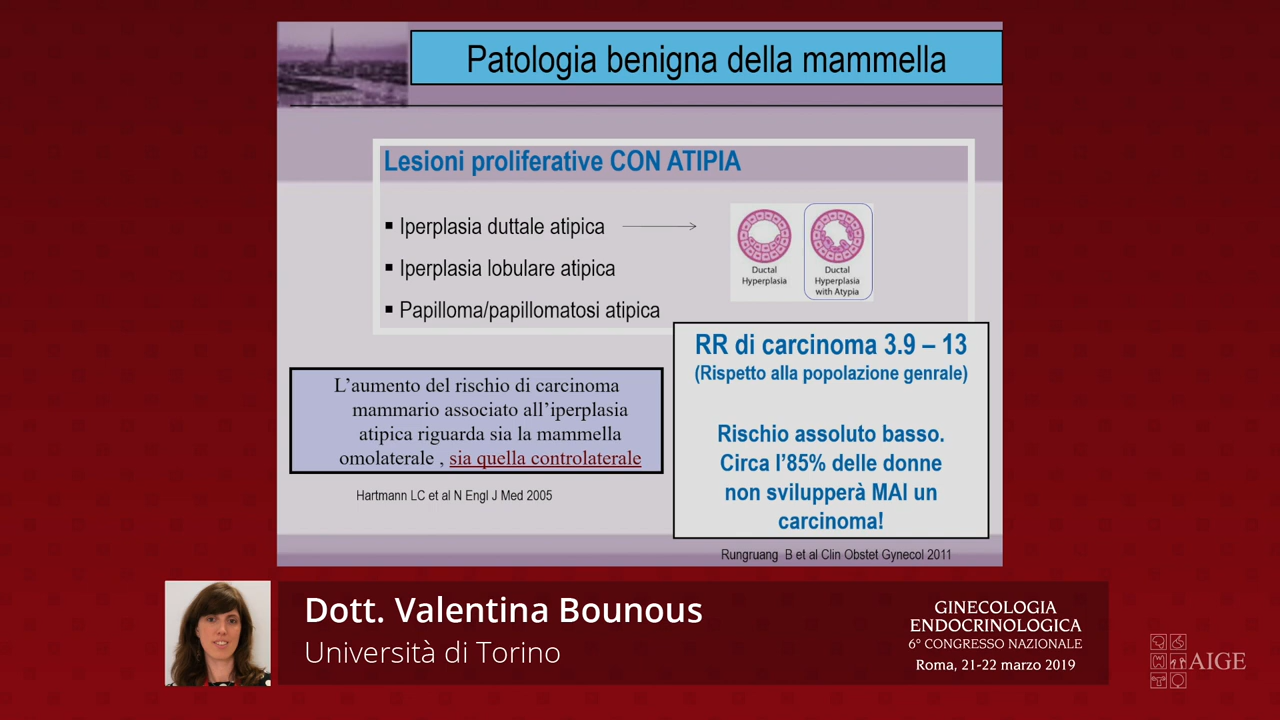 Patologia benigna della mammella
Lesioni proliferative CON ATIPIA
▪ Iperplasia duttale atipica
▪ Iperplasia lobulare atipica
▪ Papilloma/papillomatosi atipica
Ductal
Hyperplasia
Ductal
Hyperplasia
with Atypia
RR di carcinoma 3.9 – 13
(Rispetto alla popolazione genrale)
Rischio assoluto basso.
Circa l’85% delle donne
non svilupperà MAI un
carcinoma!
L’aumento del rischio di carcinoma
mammario associato all’iperplasia
atipica riguarda sia la mammella
omolaterale , sia quella controlaterale
Hartmann LC et al N Engl J Med 2005
Rungruang B et al Clin Obstet Gynecol 2011
Dott. Valentina Bounous
Università di Torino
GINECOLOGIA
ENDOCRINOLOGICA
6° CONGRESSO NAZIONALE
Roma, 21-22 marzo 2019
AIGE